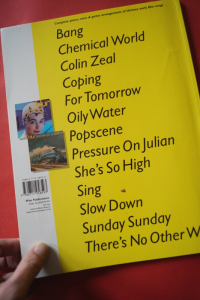 Bang
Chemical World
Colin Zeal
Coping
For Tomorrow
Oily Water
Popscene
Pressure On Julian
She's So High
Sing
Slow Down
Sunday Sunday
There's No Other W